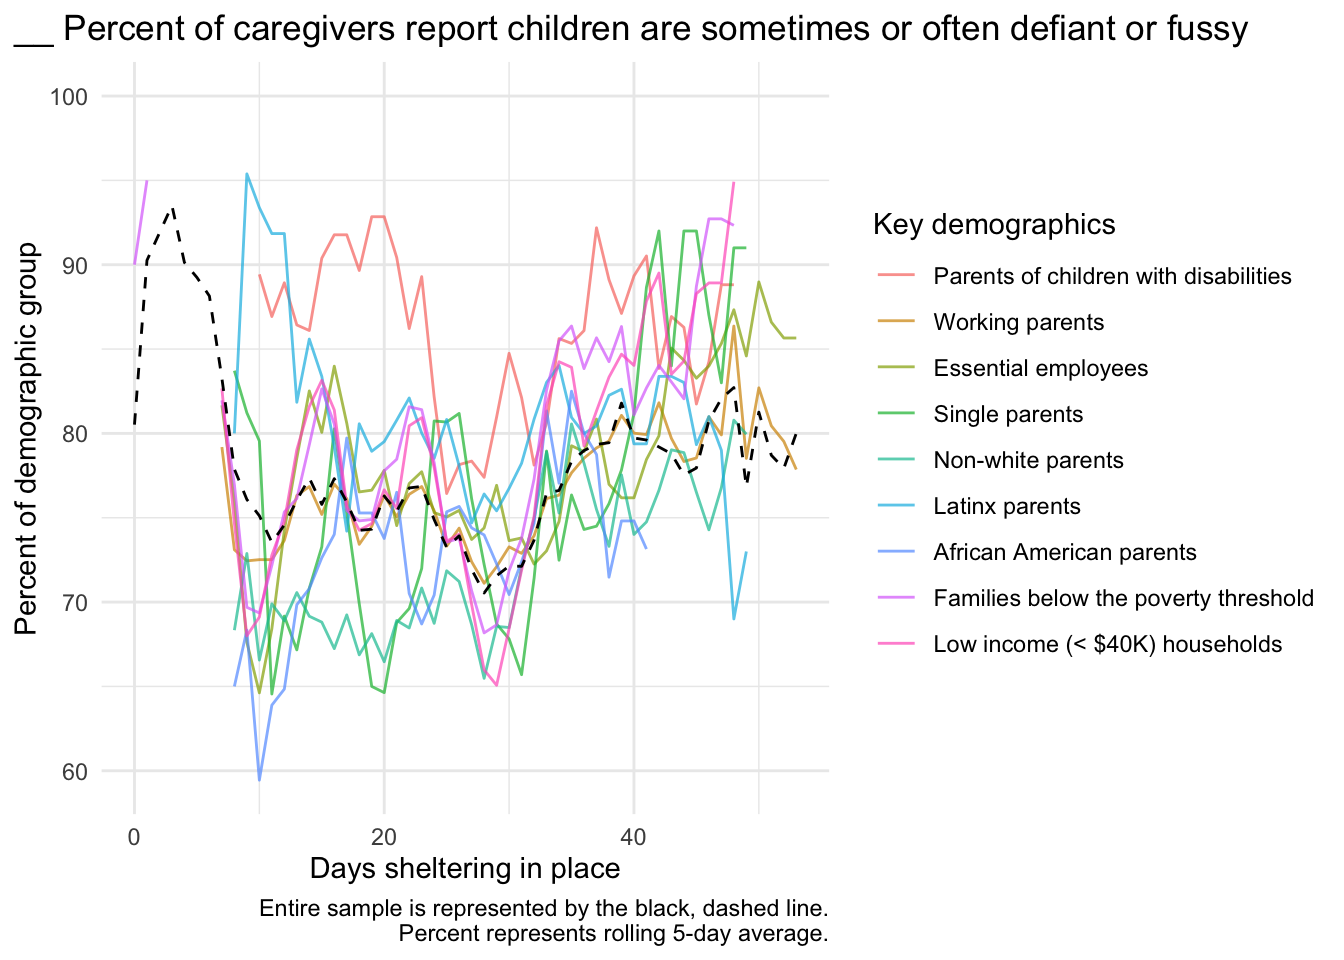 __ Percent of caregivers report children are sometimes or often defiant or fussy
Percent of demographic group
100
90
80
70
60
0
20
40
Days sheltering in place
Key demographics
Parents of children with disabilities
Working parents
Essential employees
Single parents
Non-white parents
Latinx parents
African American parents
Families below the poverty threshold
Low income (< $40K) households
Entire sample is represented by the black, dashed line.
Percent represents rolling 5-day average.